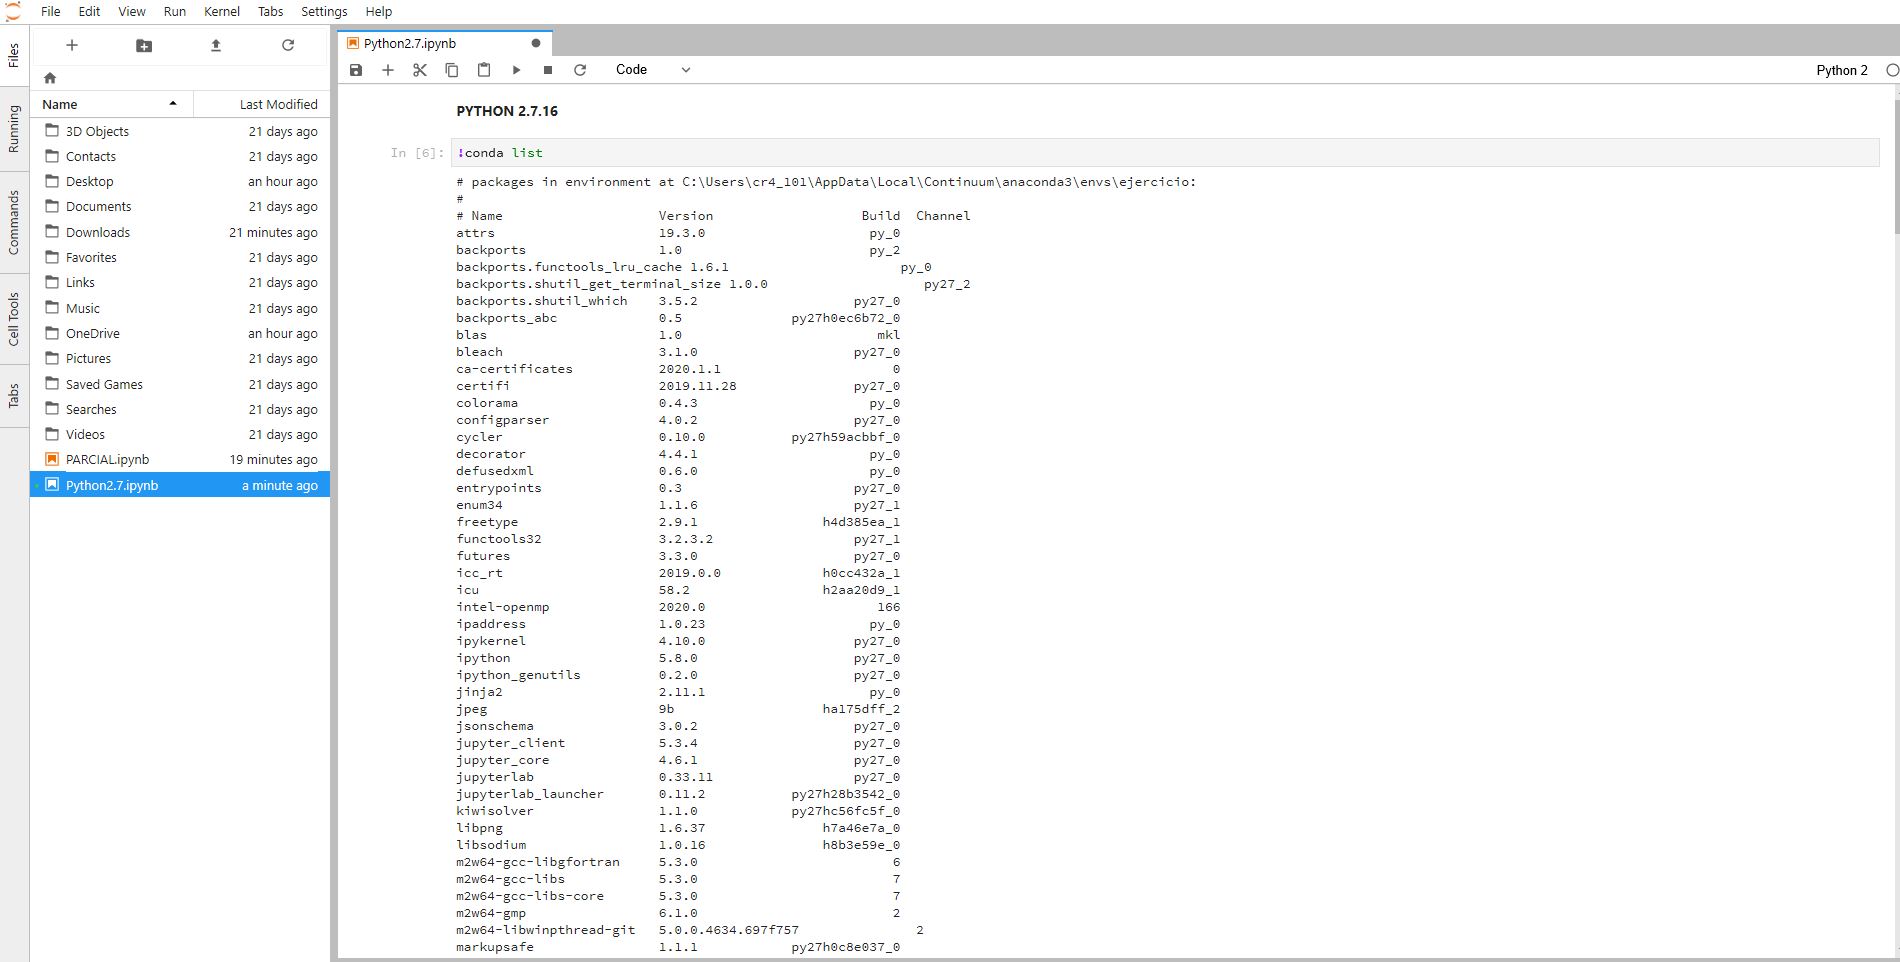 File Edit View Run Kernel Tabs Settings Help
Files
Running
Commands
Cell Tools
Tabs
Name Last Modified
3D Objects 21 days ago
Contacts 21 days ago
Desktop an hour ago
Documents 21 days ago
Downloads 21 minutes ago
Favorites 21 days ago
Links 21 days ago
Music 21 days ago
OneDrive an hour ago
Pictures 21 days ago
Saved Games 21 days ago
Searches 21 days ago
Videos 21 days ago
PARCIAL.ipynb 19 minutes ago
Python2.7.ipynb a minute ago
Python2.7.ipynb
Code
Python 2
PYTHON 2.7.16
In [6]: !conda list
# packages in environment at C:\Users\cr4_101\AppData\Local\Continuum\anaconda3\envs\ejercicio:
#
# Name Version Build Channel
attrs 19.3.0 py_0
backports 1.0 py_2
backports.functools_lru_cache 1.6.1 py_0
backports.shutil_get_terminal_size 1.0.0 py27_2
backports.shutil_which 3.5.2 py27_0
backports_abc 0.5 py27h0ec6b72_0
blas 1.0 mkl
bleach 3.1.0 py27_0
ca-certificates 2020.1.1 0
certifi 2019.11.28 py27_0
colorama 0.4.3 py_0
configparser 4.0.2 py27_0
cycler 0.10.0 py27h59acbbf_0
decorator 4.4.1 py_0
defusedxml 0.6.0 py_0
entrypoints 0.3 py27_0
enum34 1.1.6 py27_1
freetype 2.9.1 h4d385ea_1
functools32 3.2.3.2 py27_1
futures 3.3.0 py27_0
icc_rt 2019.0.0 h0cc432a_1
icu 58.2 h2aa20d9_1
intel-openmp 2020.0 166
ipaddress 1.0.23 py_0
ipykernel 4.10.0 py27_0
ipython 5.8.0 py27_0
ipython_genutils 0.2.0 py27_0
jinja2 2.11.1 py_0
jpeg 9b ha175dff_2
jsonschema 3.0.2 py27_0
jupyter_client 5.3.4 py27_0
jupyter_core 4.6.1 py27_0
jupyterlab 0.33.11 py27_0
jupyterlab_launcher 0.11.2 py27h28b3542_0
kiwisolver 1.1.0 py27hc56fc5f_0
libpng 1.6.37 h7a46e7a_0
libsodium 1.0.16 h8b3e59e_0
m2w64-gcc-libgfortran 5.3.0 6
m2w64-gcc-libs 5.3.0 7
m2w64-gcc-libs-core 5.3.0 7
m2w64-gmp 6.1.0 2
m2w64-libwinpthread-git 5.0.0.4634.697f757 2
markupsafe 1.1.1 py27h0c8e037_0